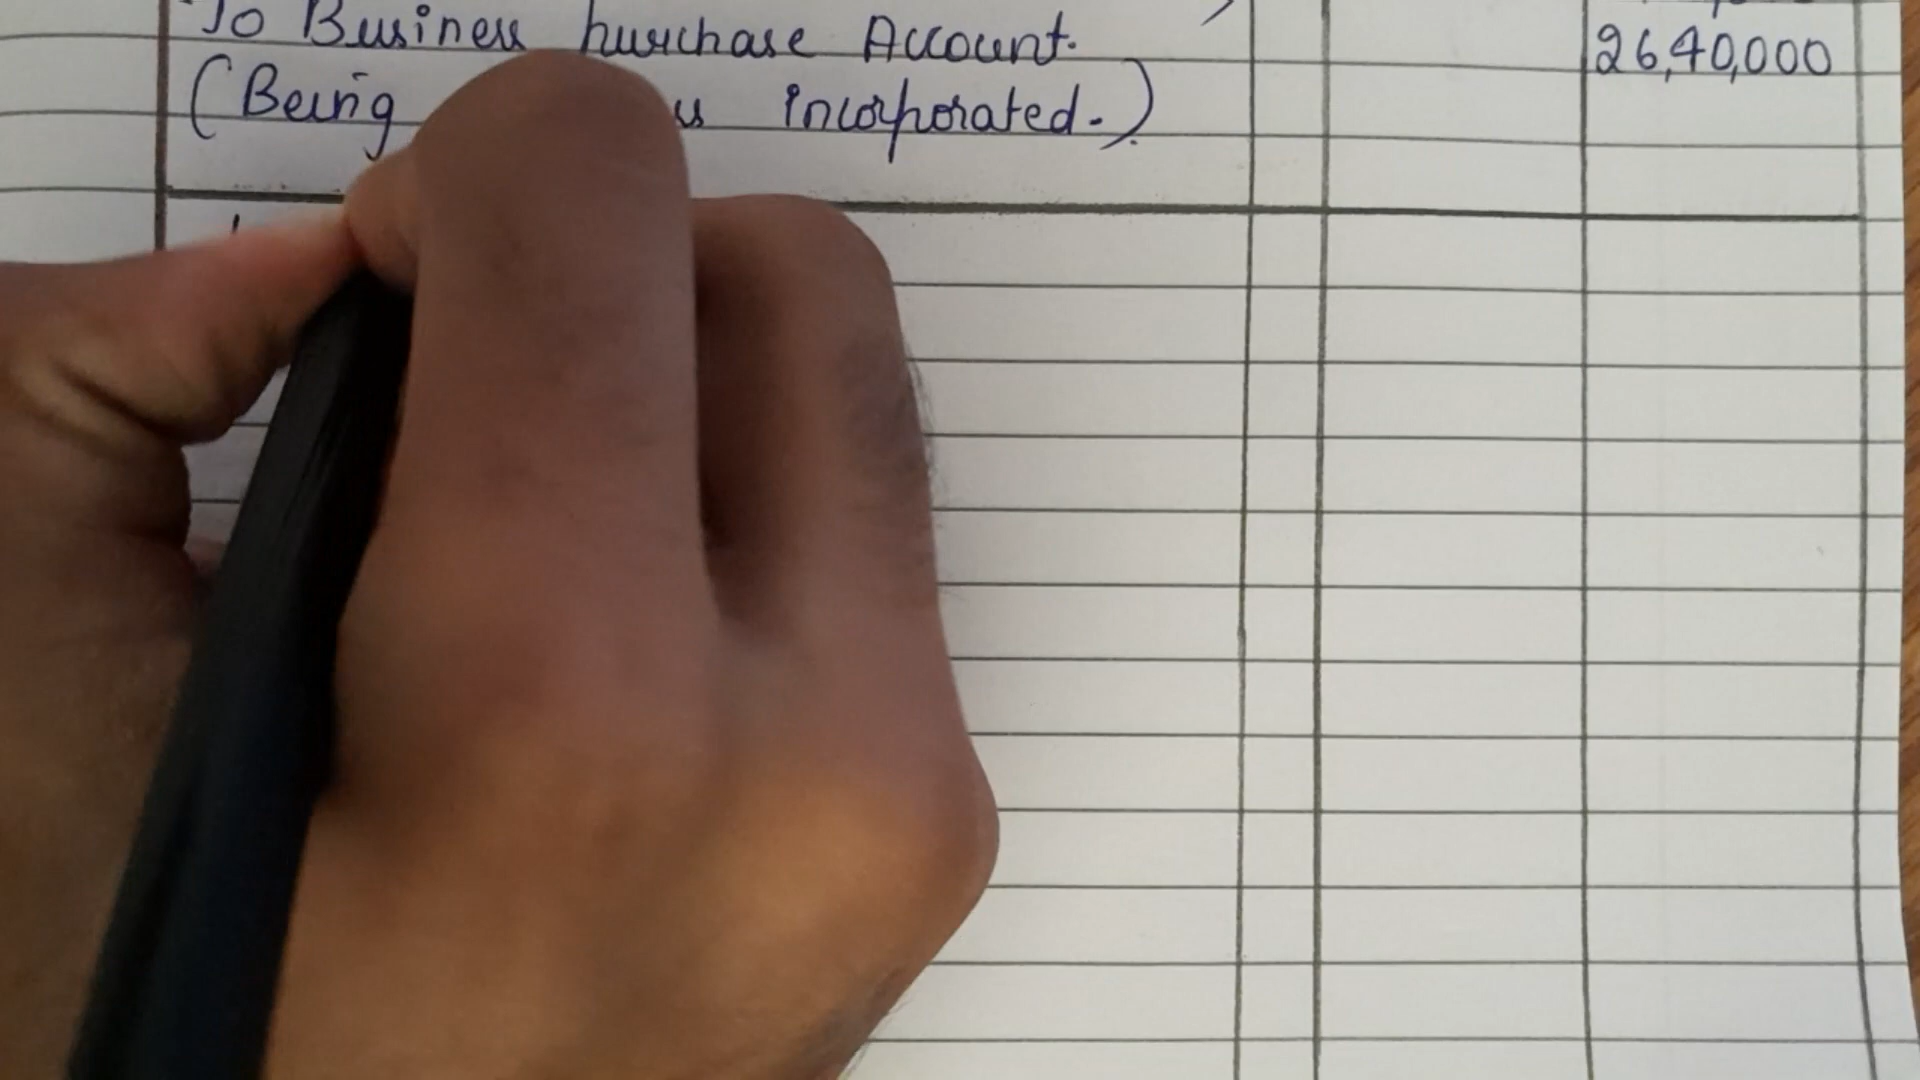 To Business purchase Account.
26,40,000
(Being incorporated.)